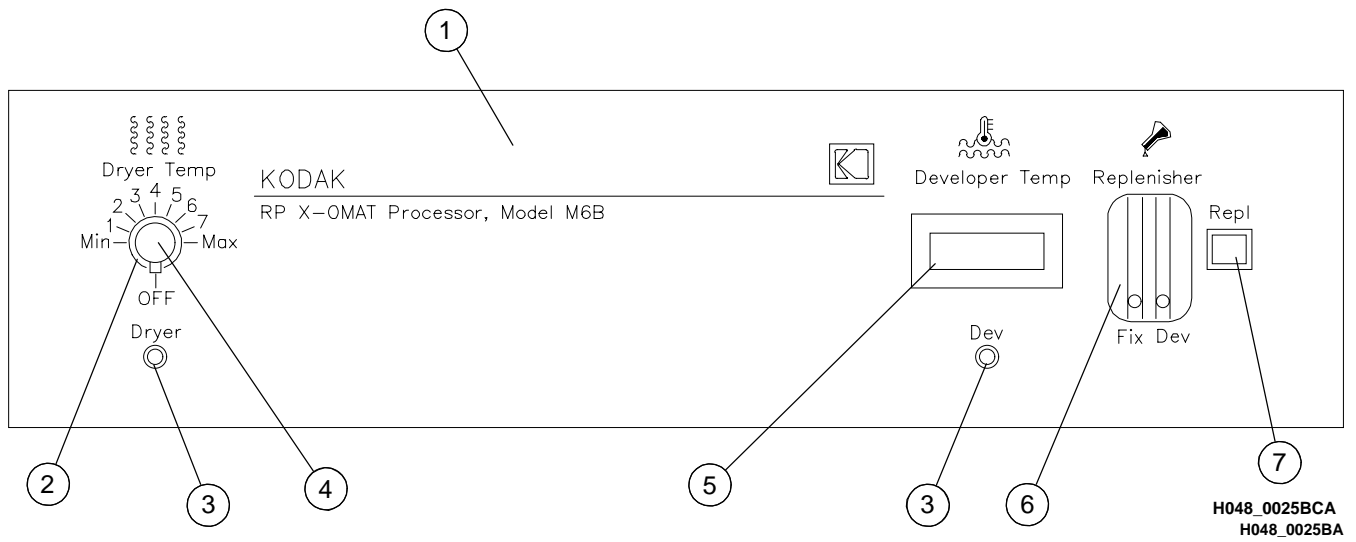 1
Dryer Temp
KODAK
RP X-OMAT Processor, Model M6B
Developer Temp
Replenisher
Repl
Min 1 2 3 4 5 6 7 Max
OFF
Dryer
Dev
Fix Dev
2
3
4
5
3
6
7
H048_0025BCA
H048_0025BA